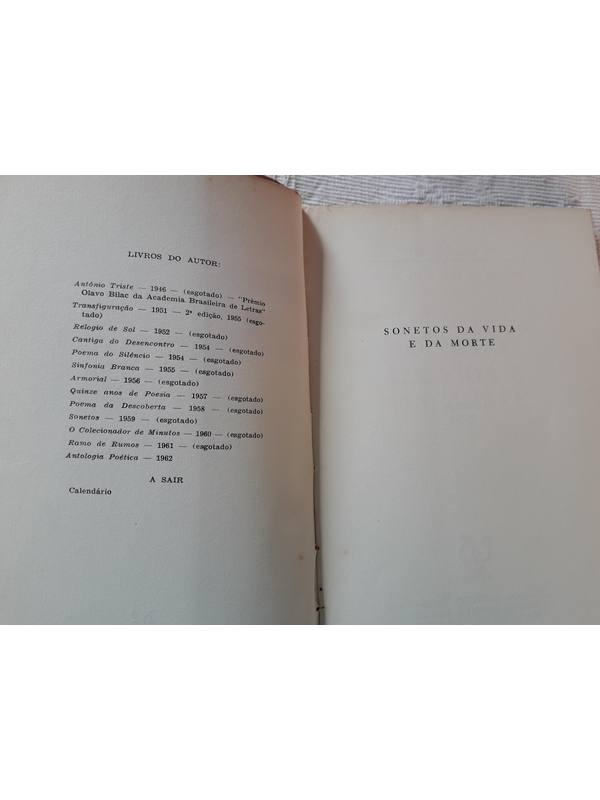 LIVROS DO AUTOR:
Antônio Triste — 1946 — (esgotado) — "Prêmio
Olavo Bilac da Academia Brasileira de Letras"
Transfiguração — 1951 — 2ª edição, 1955 (esgo-
tado)
Relogio de Sol — 1952 — (esgotado)
Cantiga do Desencontro — 1954 — (esgotado)
Poema do Silêncio — 1954 — (esgotado)
Sinfonia Branca — 1955 — (esgotado)
Armorial — 1956 — (esgotado)
Quinze anos de Poesia — 1957 — (esgotado)
Poema da Descoberta — 1958 — (esgotado)
Sonetos — 1959 — (esgotado)
O Colecionador de Minutos — 1960 — (esgotado)
Ramo de Rumos — 1961 — (esgotado)
Antologia Poética — 1962
A SAIR
Calendário
SONETOS DA VIDA
E DA MORTE